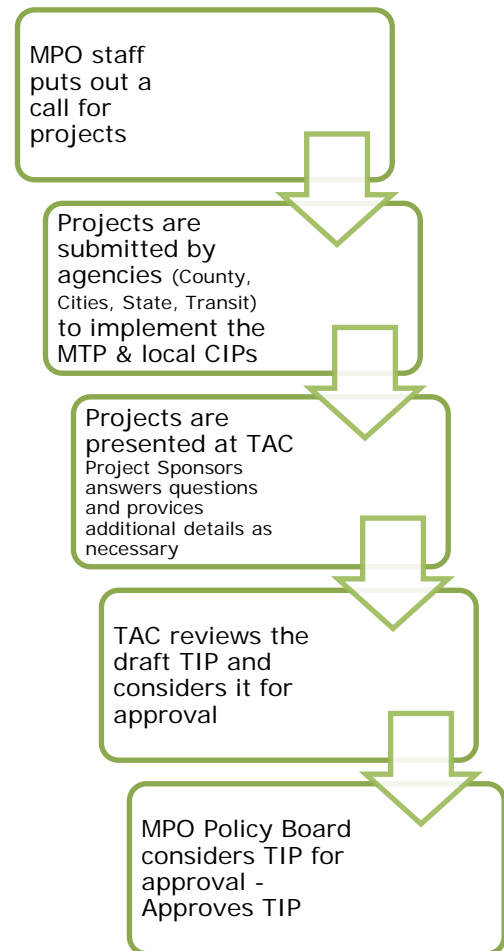 MPO staff
puts out a
call for
projects
Projects are
submitted by
agencies (County,
Cities, State, Transit)
to implement the
MTP & local CIPs
Projects are
presented at TAC
Project Sponsors
answers questions
and provices
additional details as
necessary
TAC reviews the
draft TIP and
considers it for
approval
MPO Policy Board
considers TIP for
approval -
Approves TIP